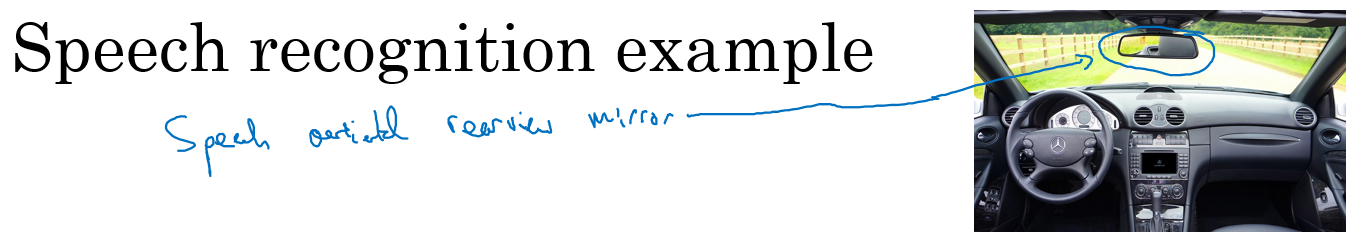 Speech recognition example
Speech activated rearview mirror